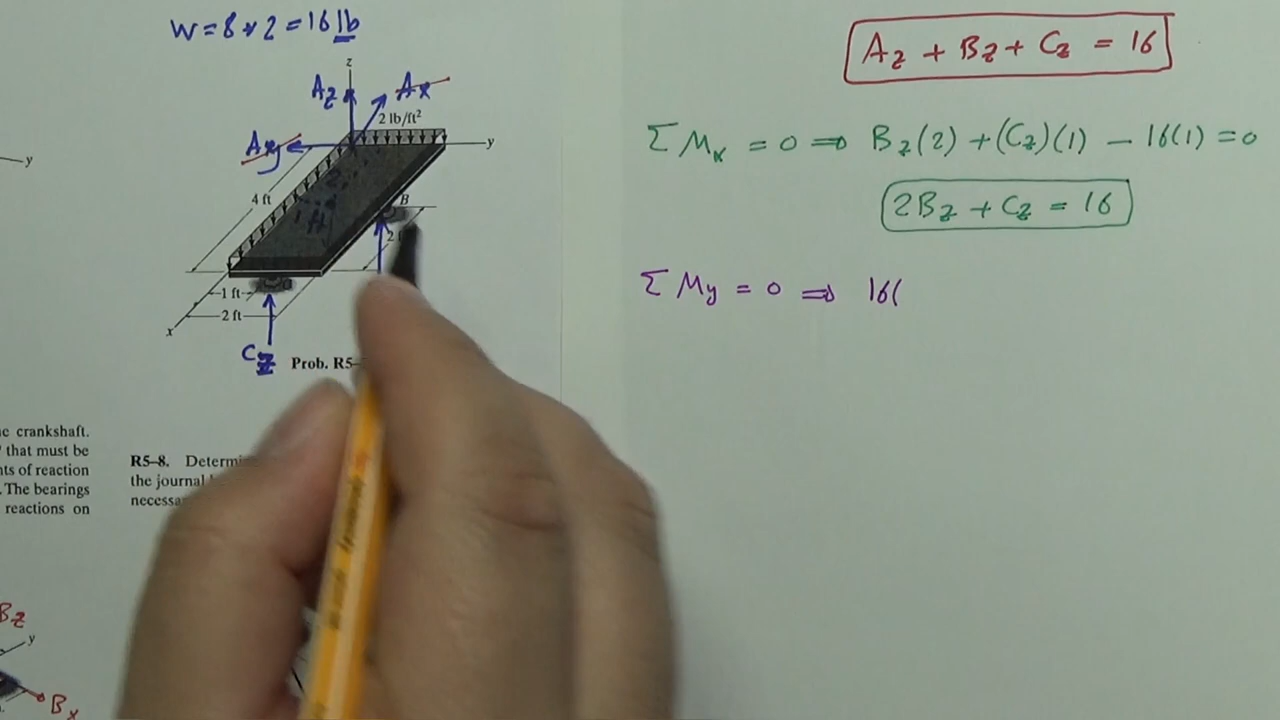 W = 8 * 2 = 16 lb
z
Az
Ax
2 lb/ft²
Ay
y
4 ft
B
2
1 ft
2 ft
x
Cz
Prob. R5–
y
e crankshaft.
that must be
nts of reaction
. The bearings
reactions on
R5–8. Determi
the journal
necessa
Bz
y
Bx
Az + Bz + Cz = 16
ΣMx = 0 ⇒ Bz(2) + (Cz)(1) – 16(1) = 0
2Bz + Cz = 16
ΣMy = 0 ⇒ 16(